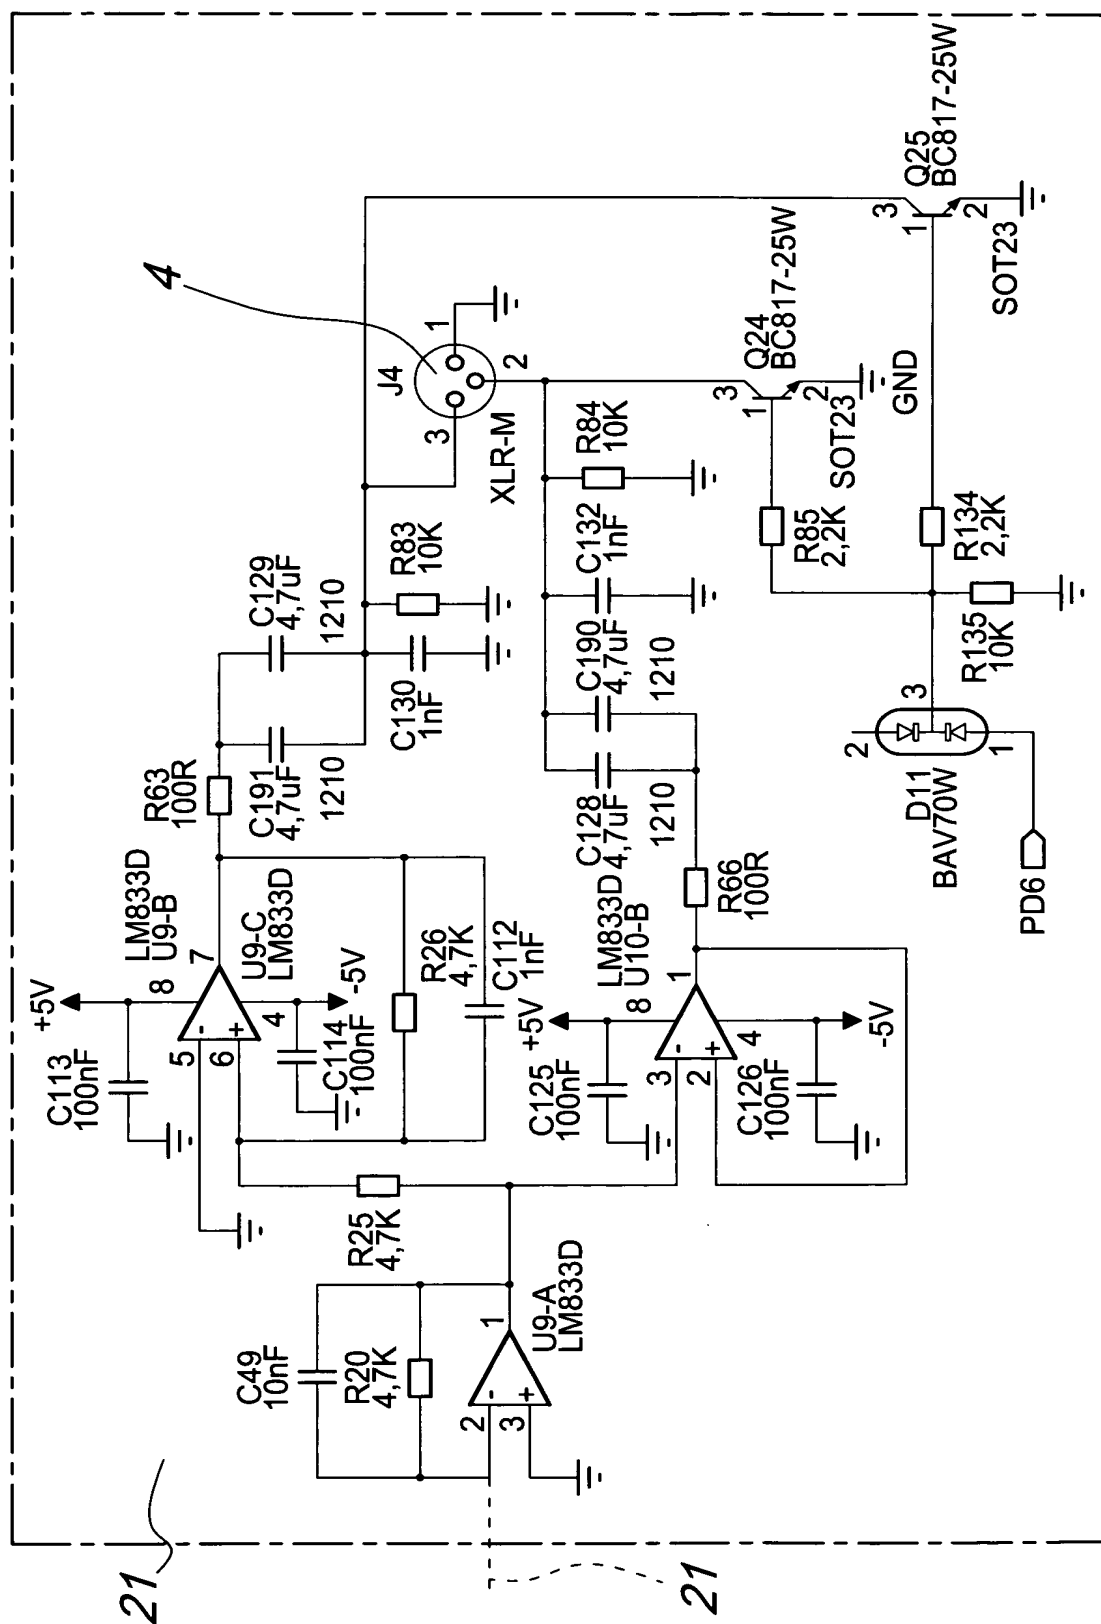 21
21
C49
10nF
R20
4,7K
2
3
-
+
1
U9-A
LM833D
R25
4,7K
C113
100nF
+5V
8
5
6
-
+
7
4
LM833D
U9-B
U9-C
LM833D
-5V
C114
100nF
R26
4,7K
C112
1nF
R63
100R
C191
4,7uF
1210
C129
4,7uF
1210
C130
1nF
R83
10K
J4
3
1
2
XLR-M
4
C125
100nF
+5V
8
3
2
-
+
1
4
LM833D
U10-B
C126
100nF
-5V
R66
100R
C128
4,7uF
1210
C190
4,7uF
1210
C132
1nF
R84
10K
R85
2,2K
1
3
2
Q24
BC817-25W
SOT23
PD6
D11
BAV70W
2
1
3
R135
10K
R134
2,2K
GND
1
3
2
Q25
BC817-25W
SOT23